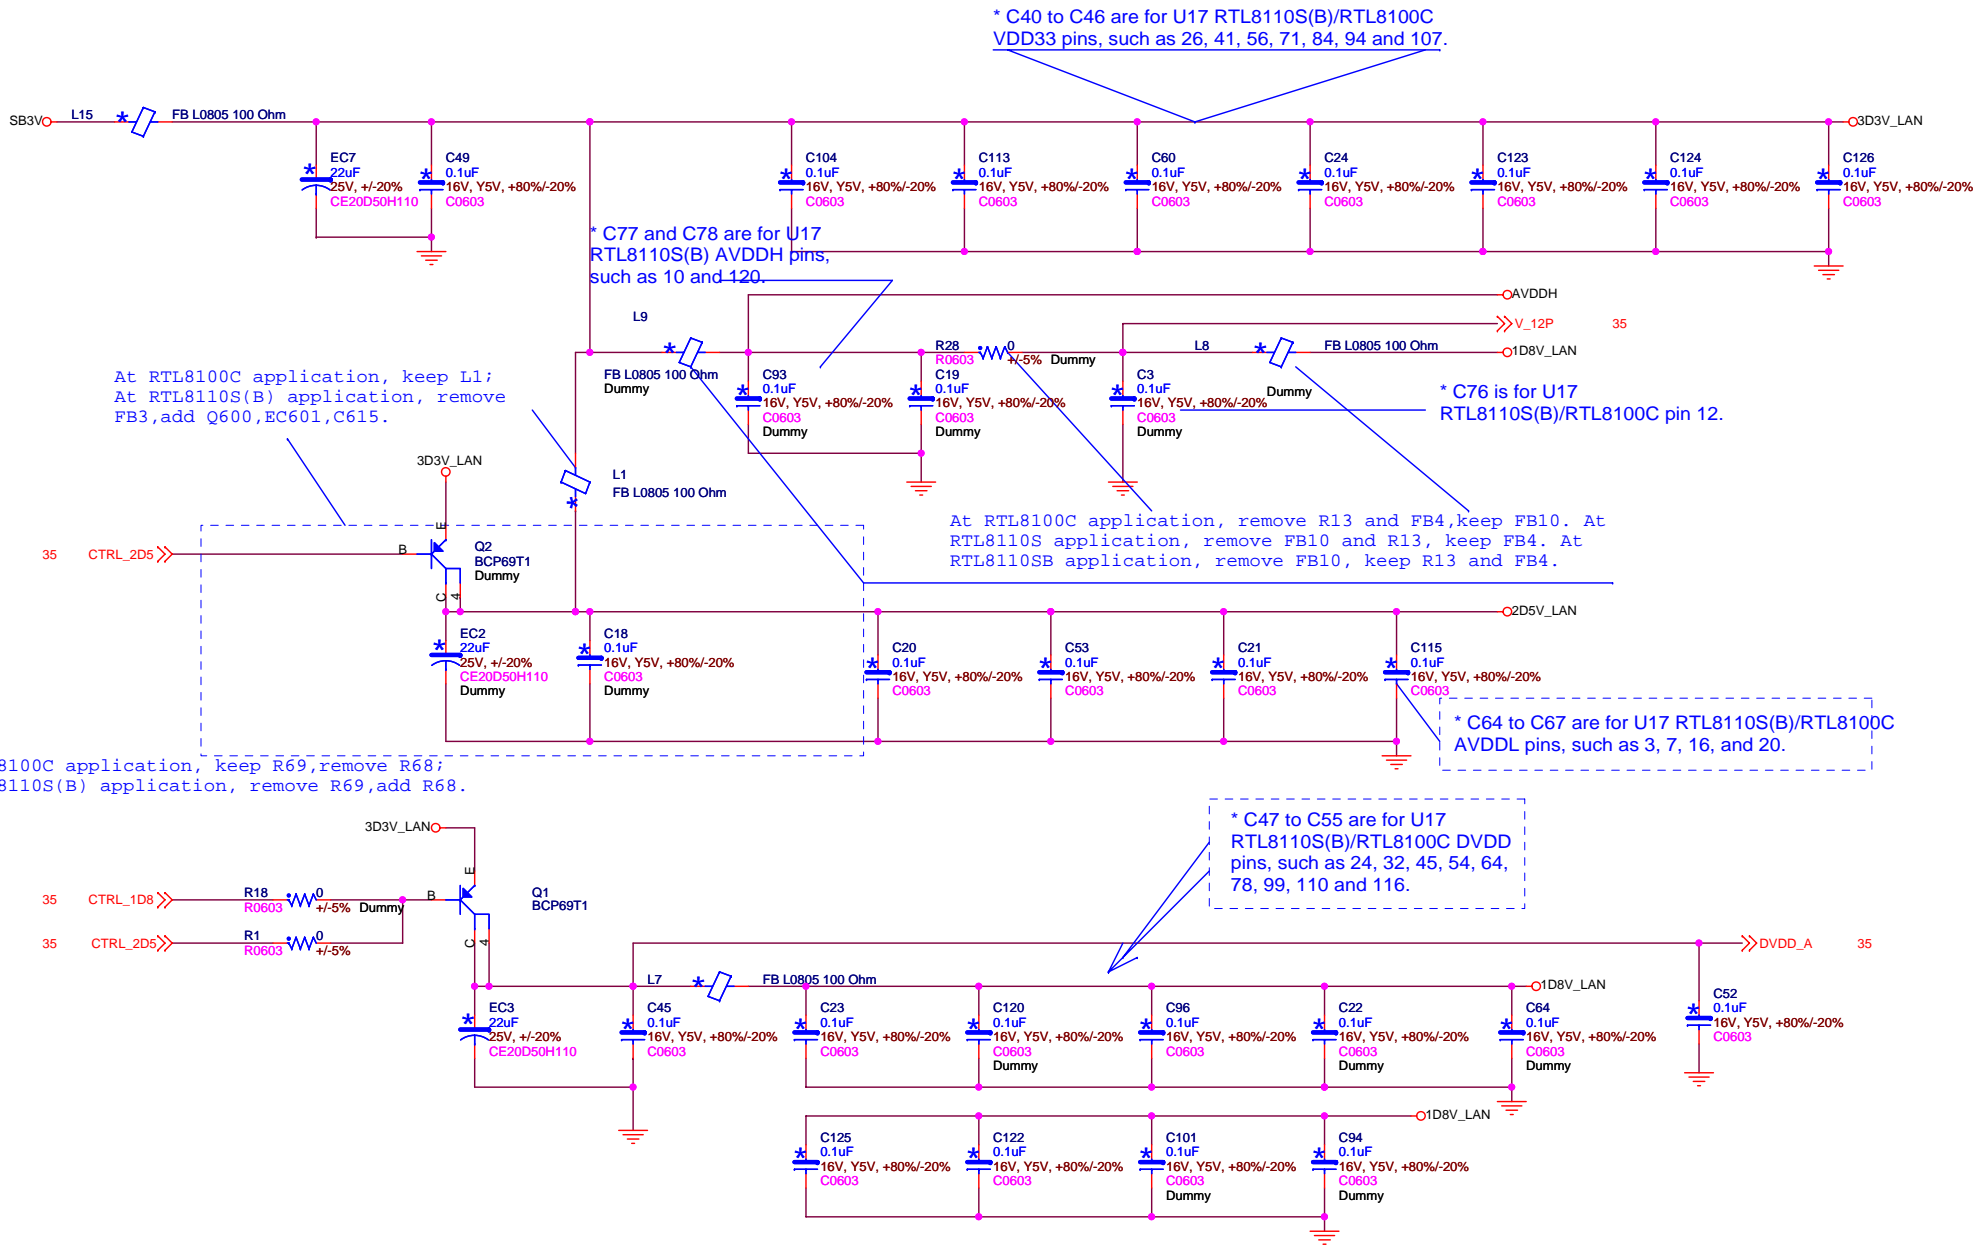 * C40 to C46 are for U17 RTL8110S(B)/RTL8100C
VDD33 pins, such as 26, 41, 56, 71, 84, 94 and 107.
SB3V
L15
*
FB L0805 100 Ohm
3D3V_LAN
EC7
22uF
25V, +/-20%
CE20D50H110
C49
0.1uF
16V, Y5V, +80%/-20%
C0603
C104
0.1uF
16V, Y5V, +80%/-20%
C0603
C113
0.1uF
16V, Y5V, +80%/-20%
C0603
C60
0.1uF
16V, Y5V, +80%/-20%
C0603
C24
0.1uF
16V, Y5V, +80%/-20%
C0603
C123
0.1uF
16V, Y5V, +80%/-20%
C0603
C124
0.1uF
16V, Y5V, +80%/-20%
C0603
C126
0.1uF
16V, Y5V, +80%/-20%
C0603
* C77 and C78 are for U17
RTL8110S(B) AVDDH pins,
such as 10 and 120.
AVDDH
V_12P 35
L9
FB L0805 100 Ohm
Dummy
C93
0.1uF
16V, Y5V, +80%/-20%
C0603
Dummy
C19
0.1uF
16V, Y5V, +80%/-20%
C0603
Dummy
R28 0
R0603 +/-5% Dummy
C3
0.1uF
16V, Y5V, +80%/-20%
C0603
Dummy
L8
FB L0805 100 Ohm
Dummy
1D8V_LAN
* C76 is for U17
RTL8110S(B)/RTL8100C pin 12.
At RTL8100C application, keep L1;
At RTL8110S(B) application, remove
FB3,add Q600,EC601,C615.
3D3V_LAN
L1
FB L0805 100 Ohm
At RTL8100C application, remove R13 and FB4,keep FB10. At
RTL8110S application, remove FB10 and R13, keep FB4. At
RTL8110SB application, remove FB10, keep R13 and FB4.
35 CTRL_2D5
B
E
C
4
Q2
BCP69T1
Dummy
2D5V_LAN
EC2
22uF
25V, +/-20%
CE20D50H110
Dummy
C18
0.1uF
16V, Y5V, +80%/-20%
C0603
Dummy
C20
0.1uF
16V, Y5V, +80%/-20%
C0603
C53
0.1uF
16V, Y5V, +80%/-20%
C0603
C21
0.1uF
16V, Y5V, +80%/-20%
C0603
C115
0.1uF
16V, Y5V, +80%/-20%
C0603
* C64 to C67 are for U17 RTL8110S(B)/RTL8100C
AVDDL pins, such as 3, 7, 16, and 20.
8100C application, keep R69,remove R68;
8110S(B) application, remove R69,add R68.
* C47 to C55 are for U17
RTL8110S(B)/RTL8100C DVDD
pins, such as 24, 32, 45, 54, 64,
78, 99, 110 and 116.
3D3V_LAN
35 CTRL_1D8
R18 0
R0603 +/-5% Dummy
35 CTRL_2D5
R1 0
R0603 +/-5%
B
E
C
4
Q1
BCP69T1
DVDD_A 35
L7
FB L0805 100 Ohm
1D8V_LAN
EC3
22uF
25V, +/-20%
CE20D50H110
C45
0.1uF
16V, Y5V, +80%/-20%
C0603
C23
0.1uF
16V, Y5V, +80%/-20%
C0603
C120
0.1uF
16V, Y5V, +80%/-20%
C0603
Dummy
C96
0.1uF
16V, Y5V, +80%/-20%
C0603
C22
0.1uF
16V, Y5V, +80%/-20%
C0603
Dummy
C64
0.1uF
16V, Y5V, +80%/-20%
C0603
Dummy
C52
0.1uF
16V, Y5V, +80%/-20%
C0603
1D8V_LAN
C125
0.1uF
16V, Y5V, +80%/-20%
C0603
C122
0.1uF
16V, Y5V, +80%/-20%
C0603
C101
0.1uF
16V, Y5V, +80%/-20%
C0603
Dummy
C94
0.1uF
16V, Y5V, +80%/-20%
C0603
Dummy